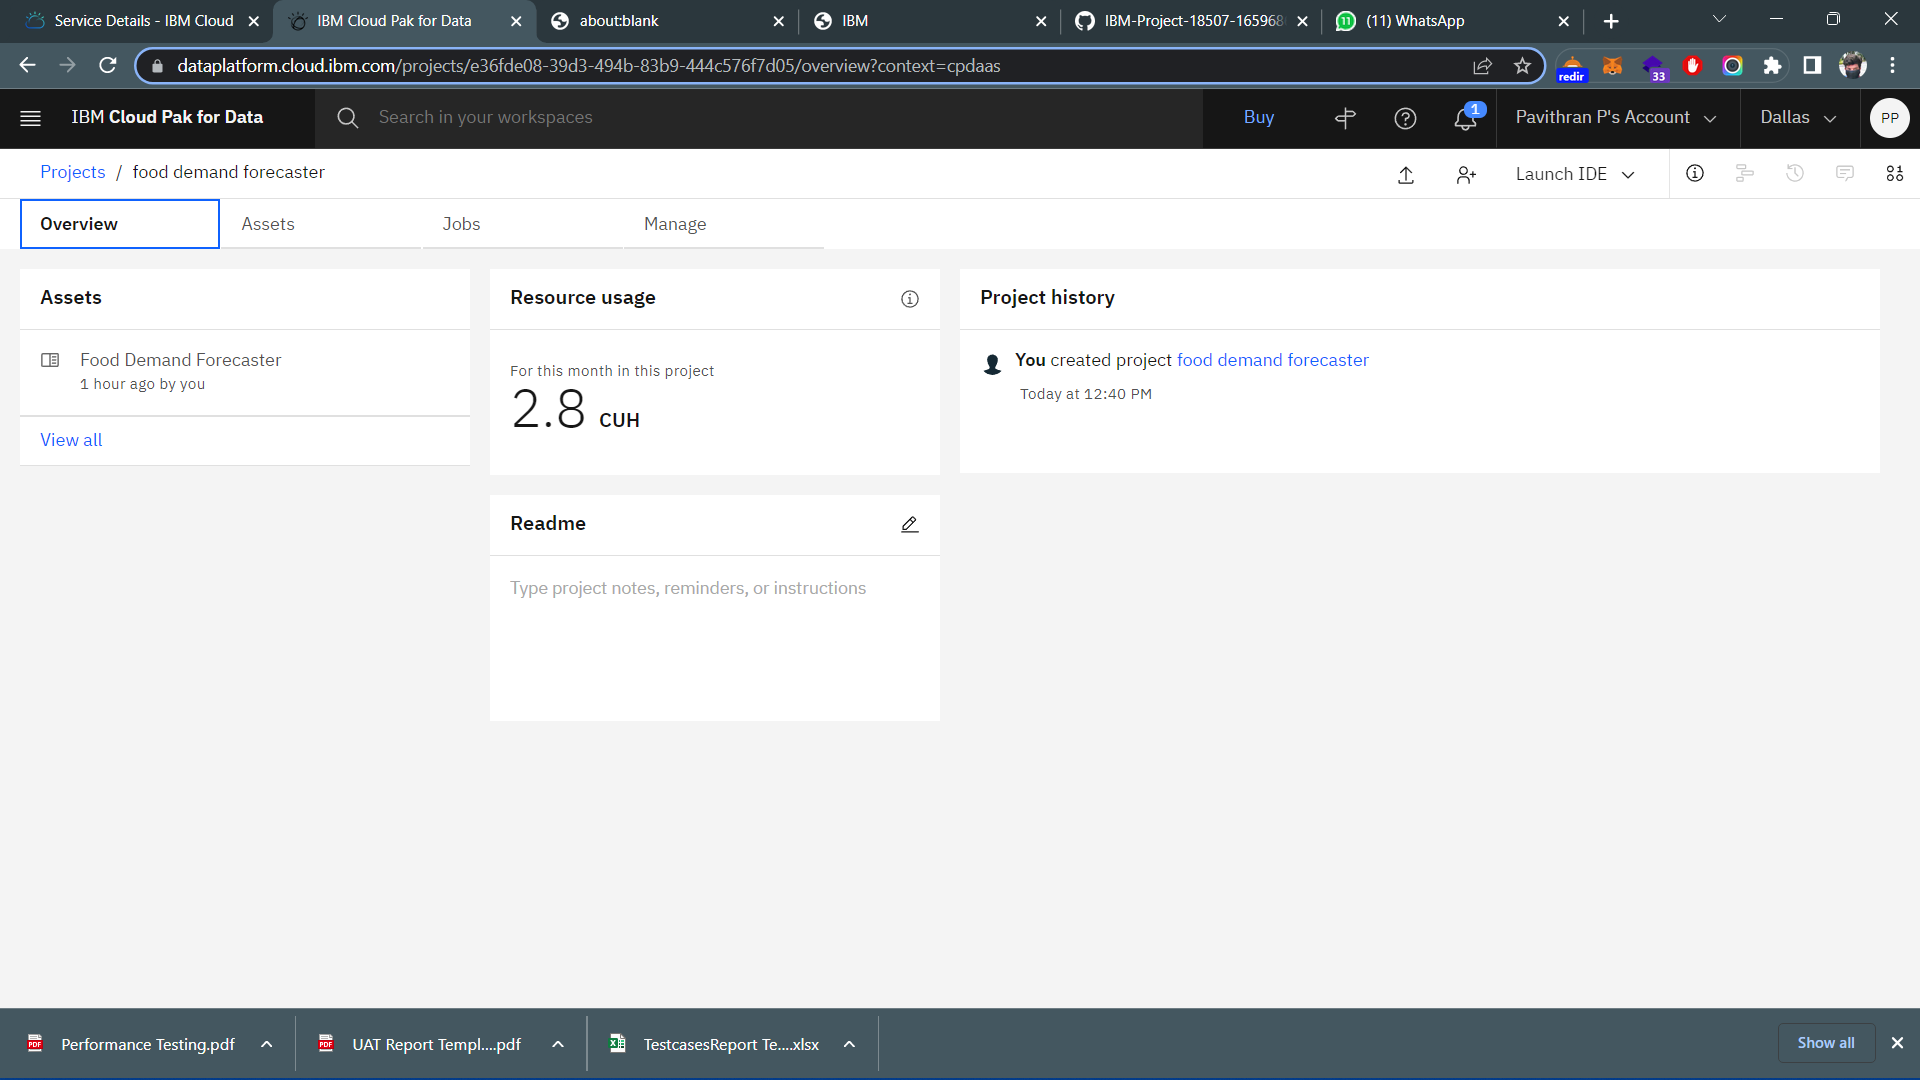 Service Details - IBM Cloud
IBM Cloud Pak for Data
about:blank
IBM
IBM-Project-18507-165968
11
(11) WhatsApp
dataplatform.cloud.ibm.com/projects/e36fde08-39d3-494b-83b9-444c576f7d05/overview?context=cpdaas
redir
33
IBM Cloud Pak for Data
Search in your workspaces
Buy
1
Pavithran P's Account
Dallas
PP
Projects / food demand forecaster
Launch IDE
Overview
Assets
Jobs
Manage
Assets
Food Demand Forecaster
1 hour ago by you
View all
Resource usage
For this month in this project
2.8 CUH
Readme
Type project notes, reminders, or instructions
Project history
You created project food demand forecaster
Today at 12:40 PM
PDF
Performance Testing.pdf
PDF
UAT Report Templ....pdf
TestcasesReport Te....xlsx
Show all